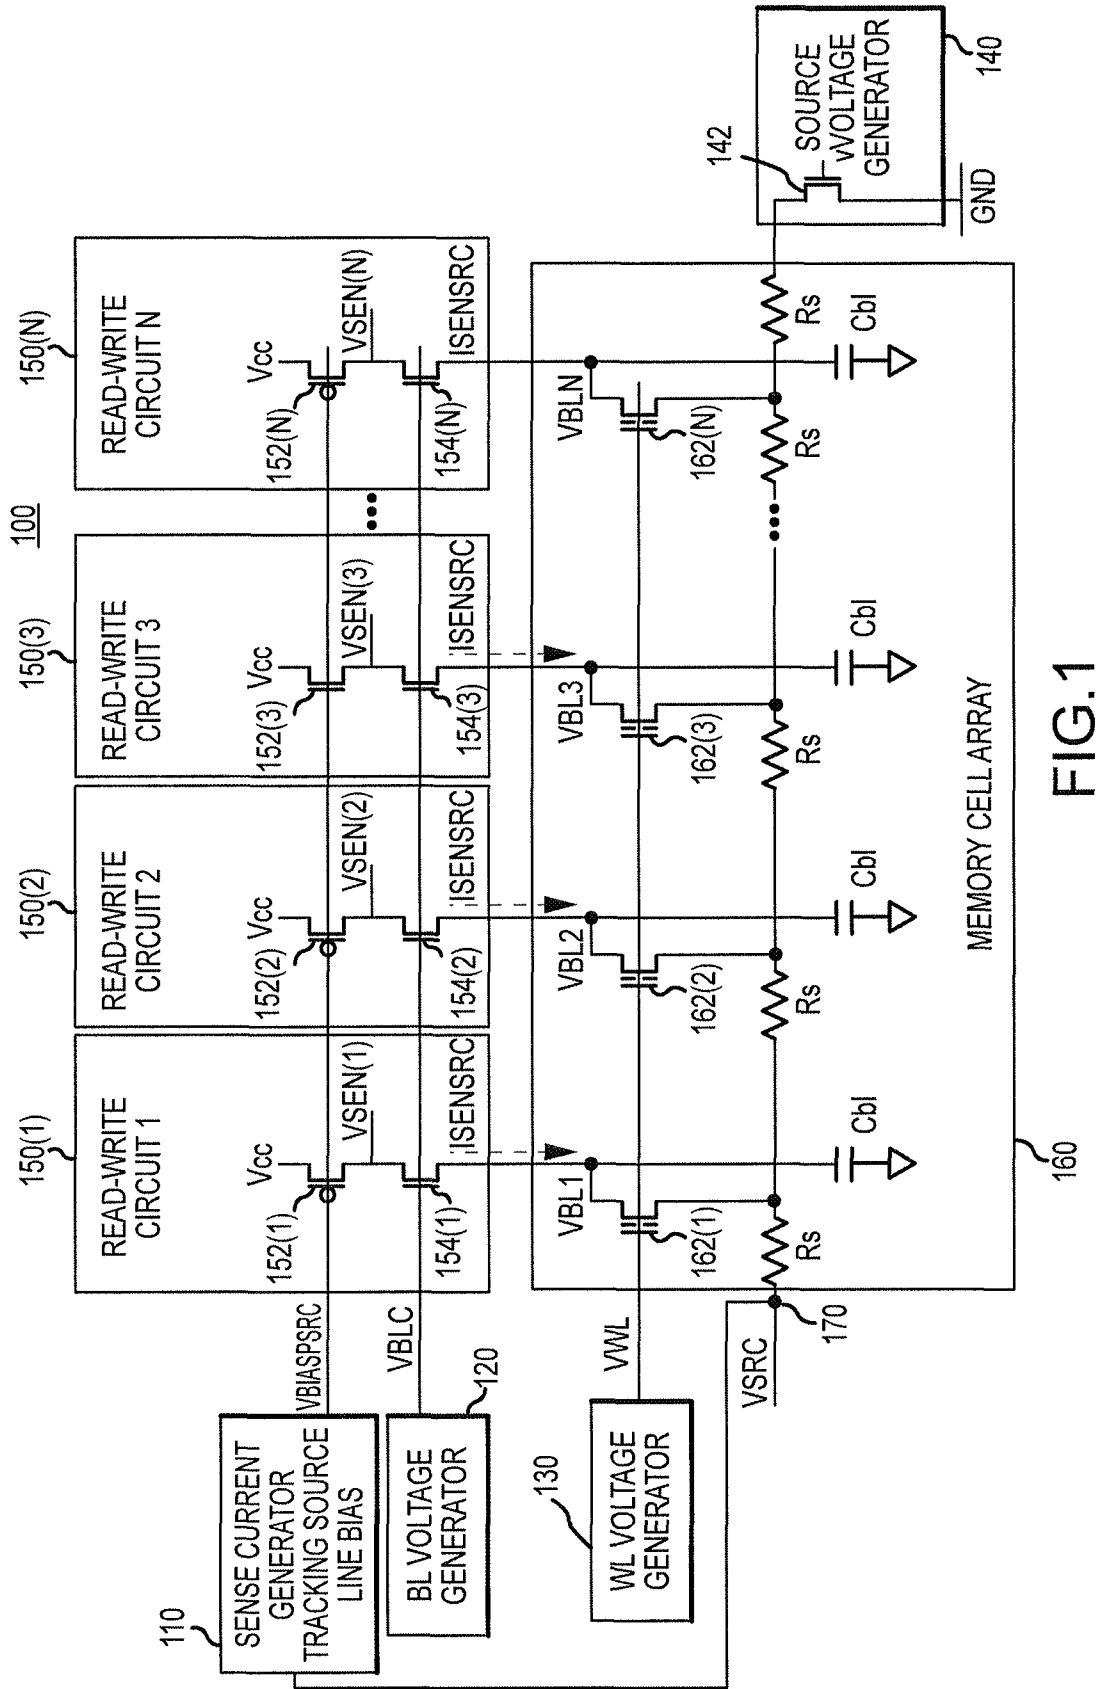 100
150(1)
READ-WRITE
CIRCUIT 1
Vcc
152(1)
VSEN(1)
154(1)
ISENSRC
150(2)
READ-WRITE
CIRCUIT 2
Vcc
152(2)
VSEN(2)
154(2)
ISENSRC
150(3)
READ-WRITE
CIRCUIT 3
Vcc
152(3)
VSEN(3)
154(3)
ISENSRC
150(N)
READ-WRITE
CIRCUIT N
Vcc
152(N)
VSEN(N)
154(N)
ISENSRC
110
SENSE CURRENT
GENERATOR
TRACKING SOURCE
LINE BIAS
VBIASPSRC
BL VOLTAGE
GENERATOR
120
VBLC
130
WL VOLTAGE
GENERATOR
VWL
VBL1
162(1)
VBL2
162(2)
VBL3
162(3)
VBLN
162(N)
142
SOURCE
vVOLTAGE
GENERATOR
140
GND
VSRC
170
Rs
Cbl
Rs
Cbl
Rs
Cbl
Rs
Rs
Cbl
MEMORY CELL ARRAY
160
FIG.1